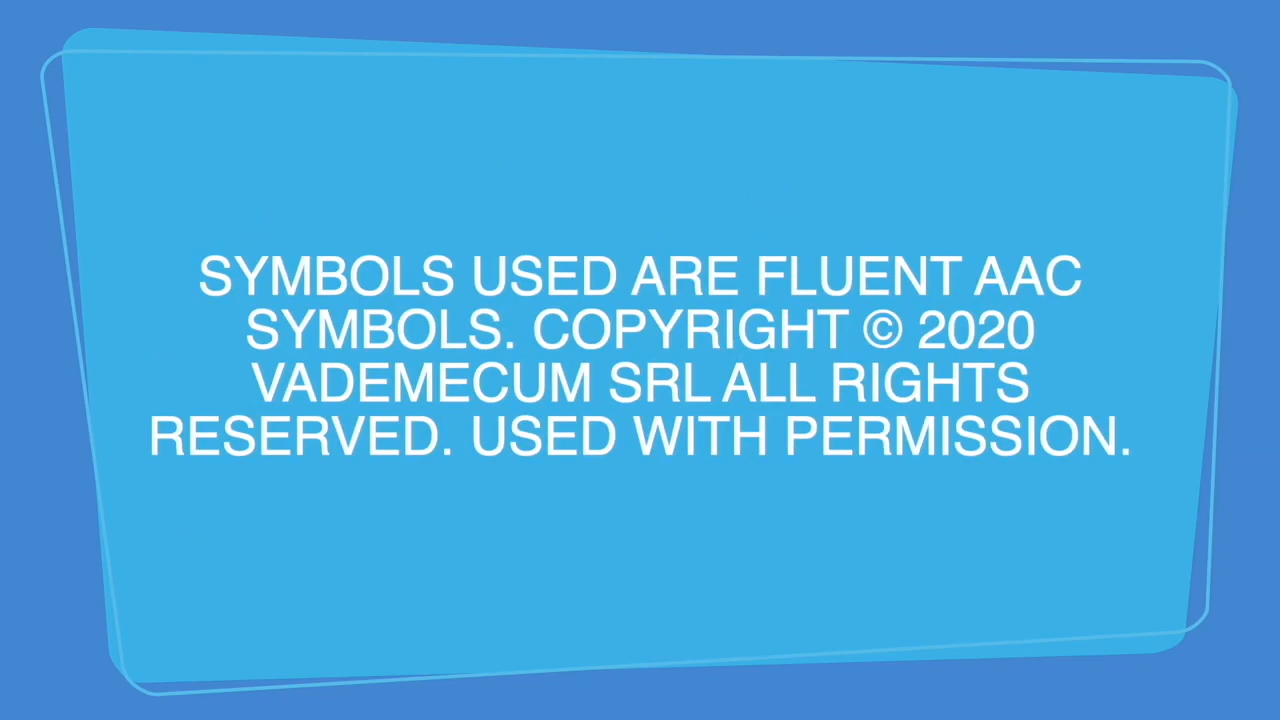 SYMBOLS USED ARE FLUENT AAC
SYMBOLS. COPYRIGHT © 2020
VADEMECUM SRL ALL RIGHTS
RESERVED. USED WITH PERMISSION.